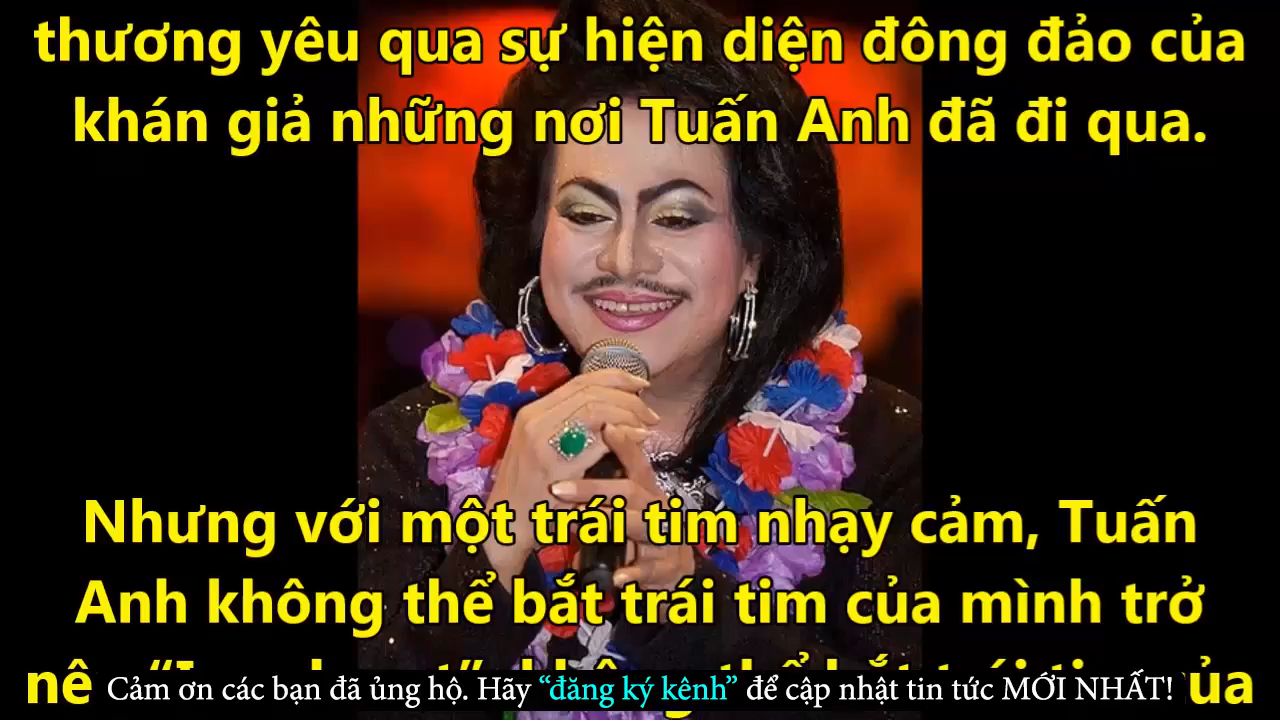 thương yêu qua sự hiện diện đông đảo của
khán giả những nơi Tuấn Anh đã đi qua.
Nhưng với một trái tim nhạy cảm, Tuấn
Anh không thể bắt trái tim của mình trở
Cảm ơn các bạn đã ủng hộ. Hãy “đăng ký kênh” để cập nhật tin tức MỚI NHẤT!